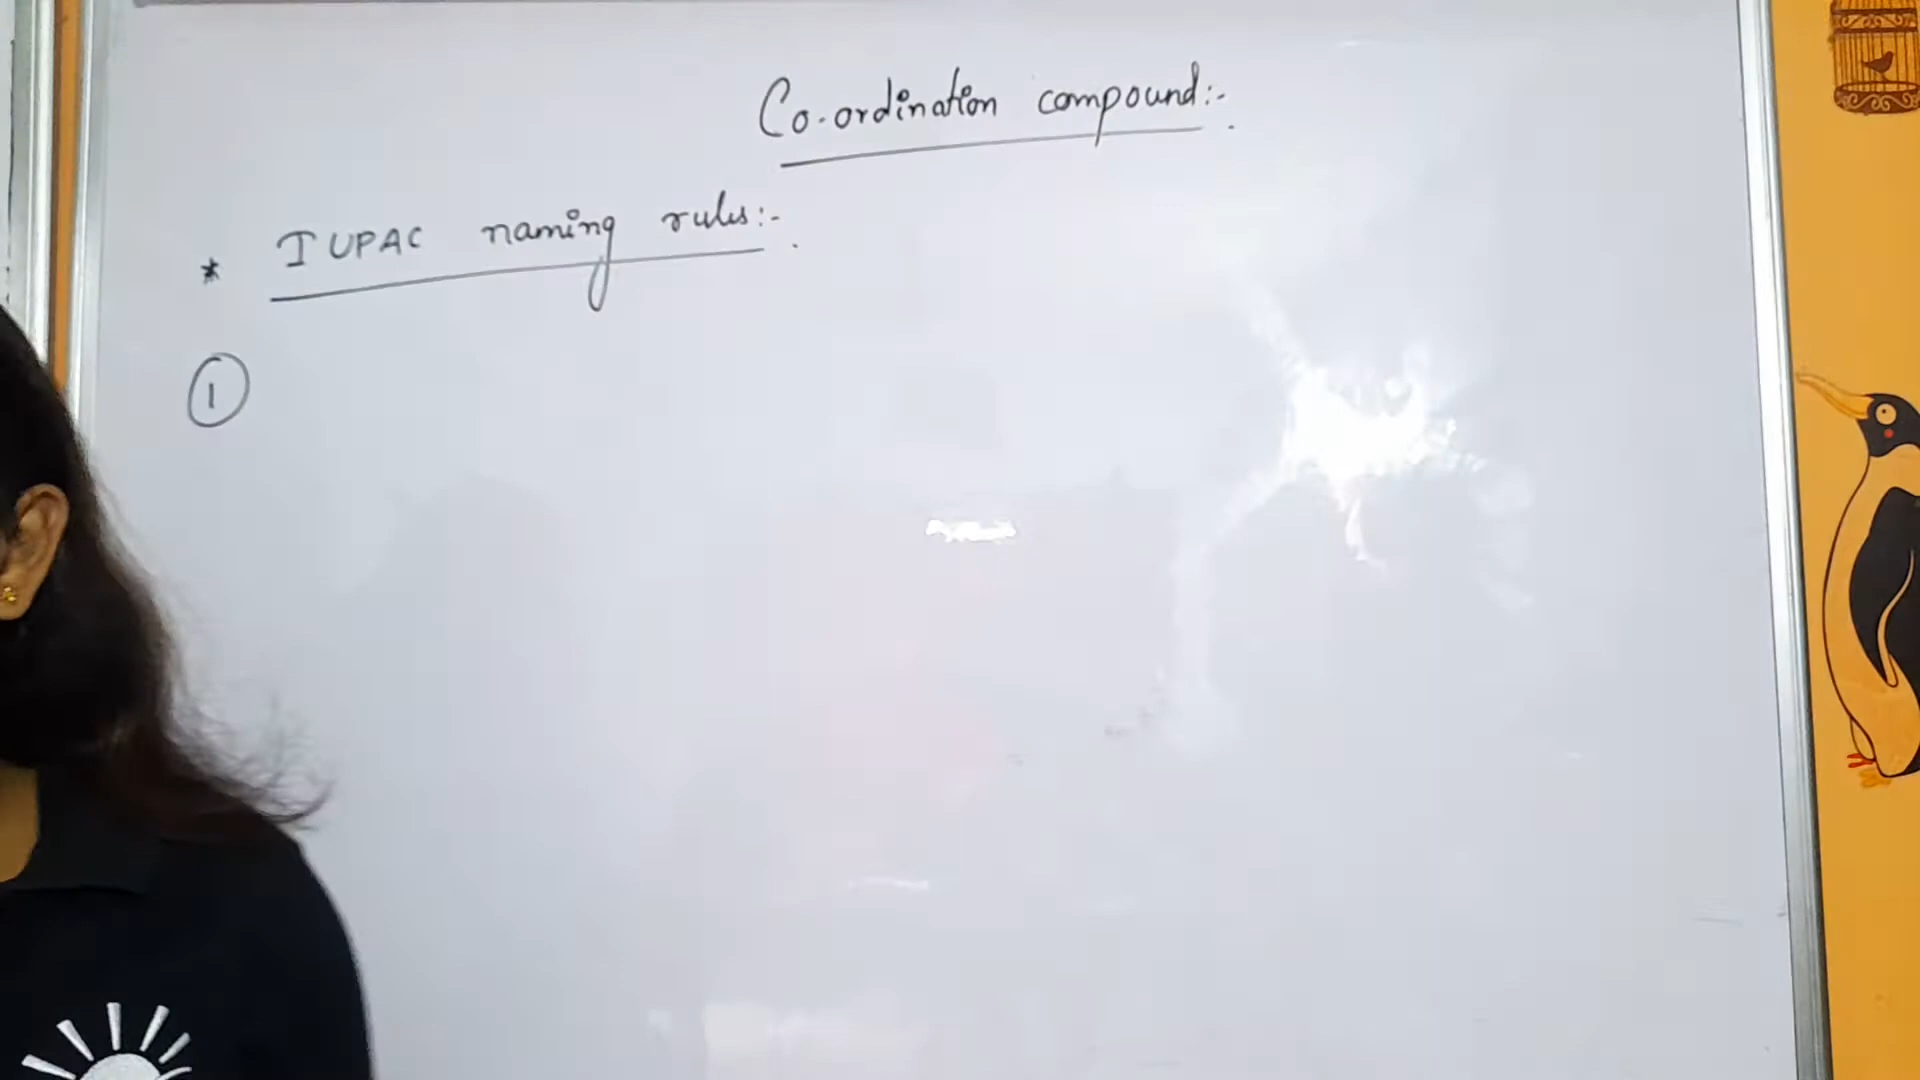 Co-ordination compound:-
* IUPAC naming rules:-
①